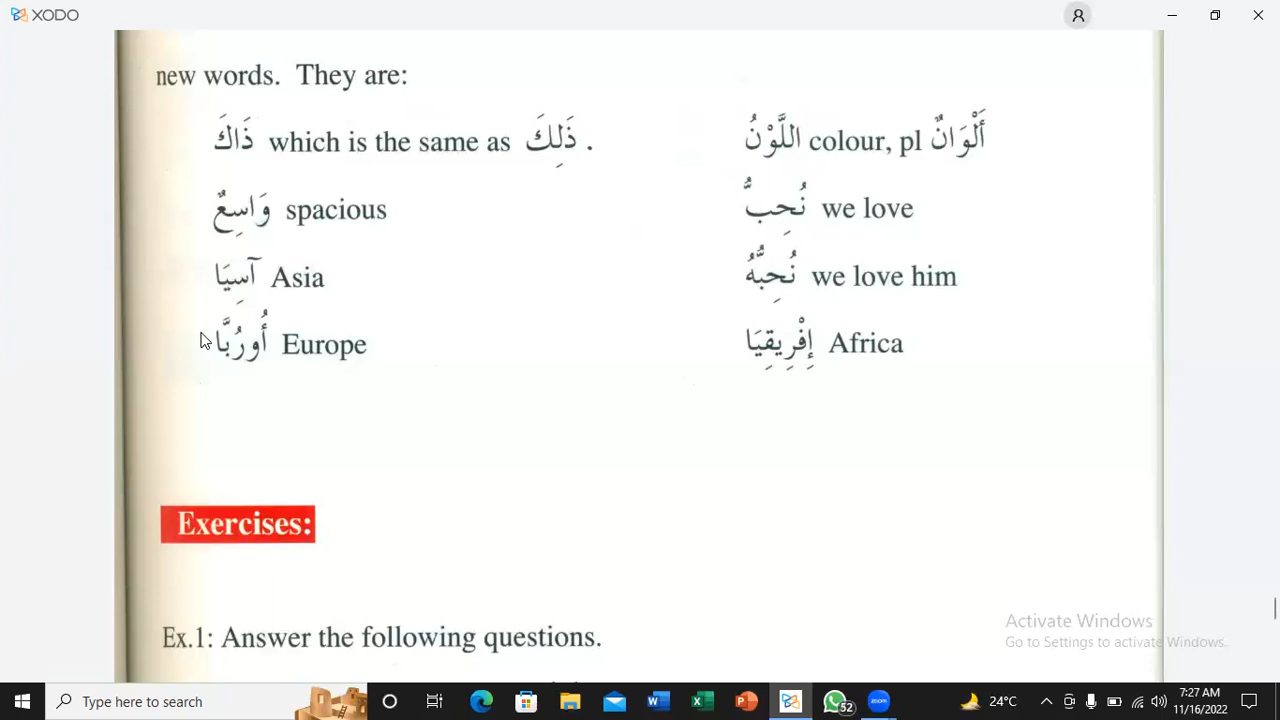 XODO
new words. They are:
ذَاكَ which is the same as ذَلِكَ .
اللَّوْنُ colour, pl أَلْوَانٌ
وَاسِعٌ spacious
نُحِبُّ we love
آسِيَا Asia
نُحِبُّهُ we love him
أُورُبَّا Europe
إِفْرِيقِيَا Africa
Exercises:
Ex.1: Answer the following questions.
Activate Windows
Go to Settings to activate Windows.
Type here to search
52
zoom
24°C
7:27 AM
11/16/2022